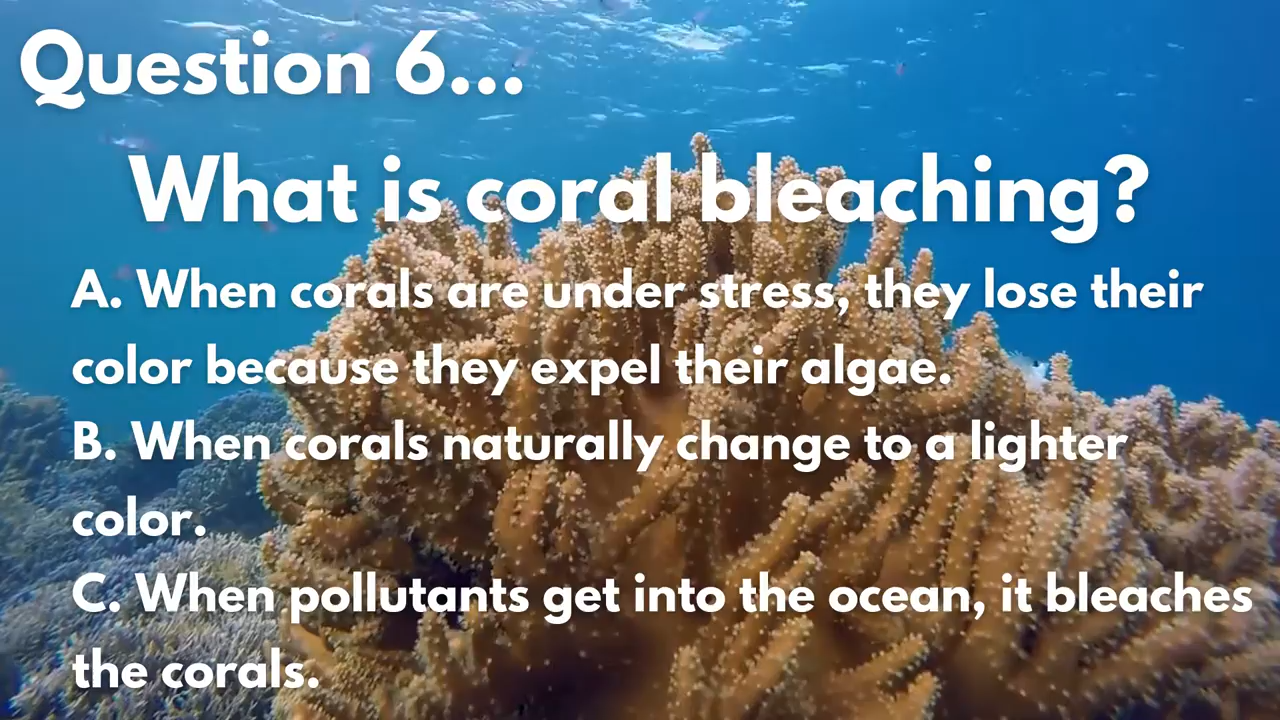 Question 6...
What is coral bleaching?
A. When corals are under stress, they lose their
color because they expel their algae.
B. When corals naturally change to a lighter
color.
C. When pollutants get into the ocean, it bleaches
the corals.